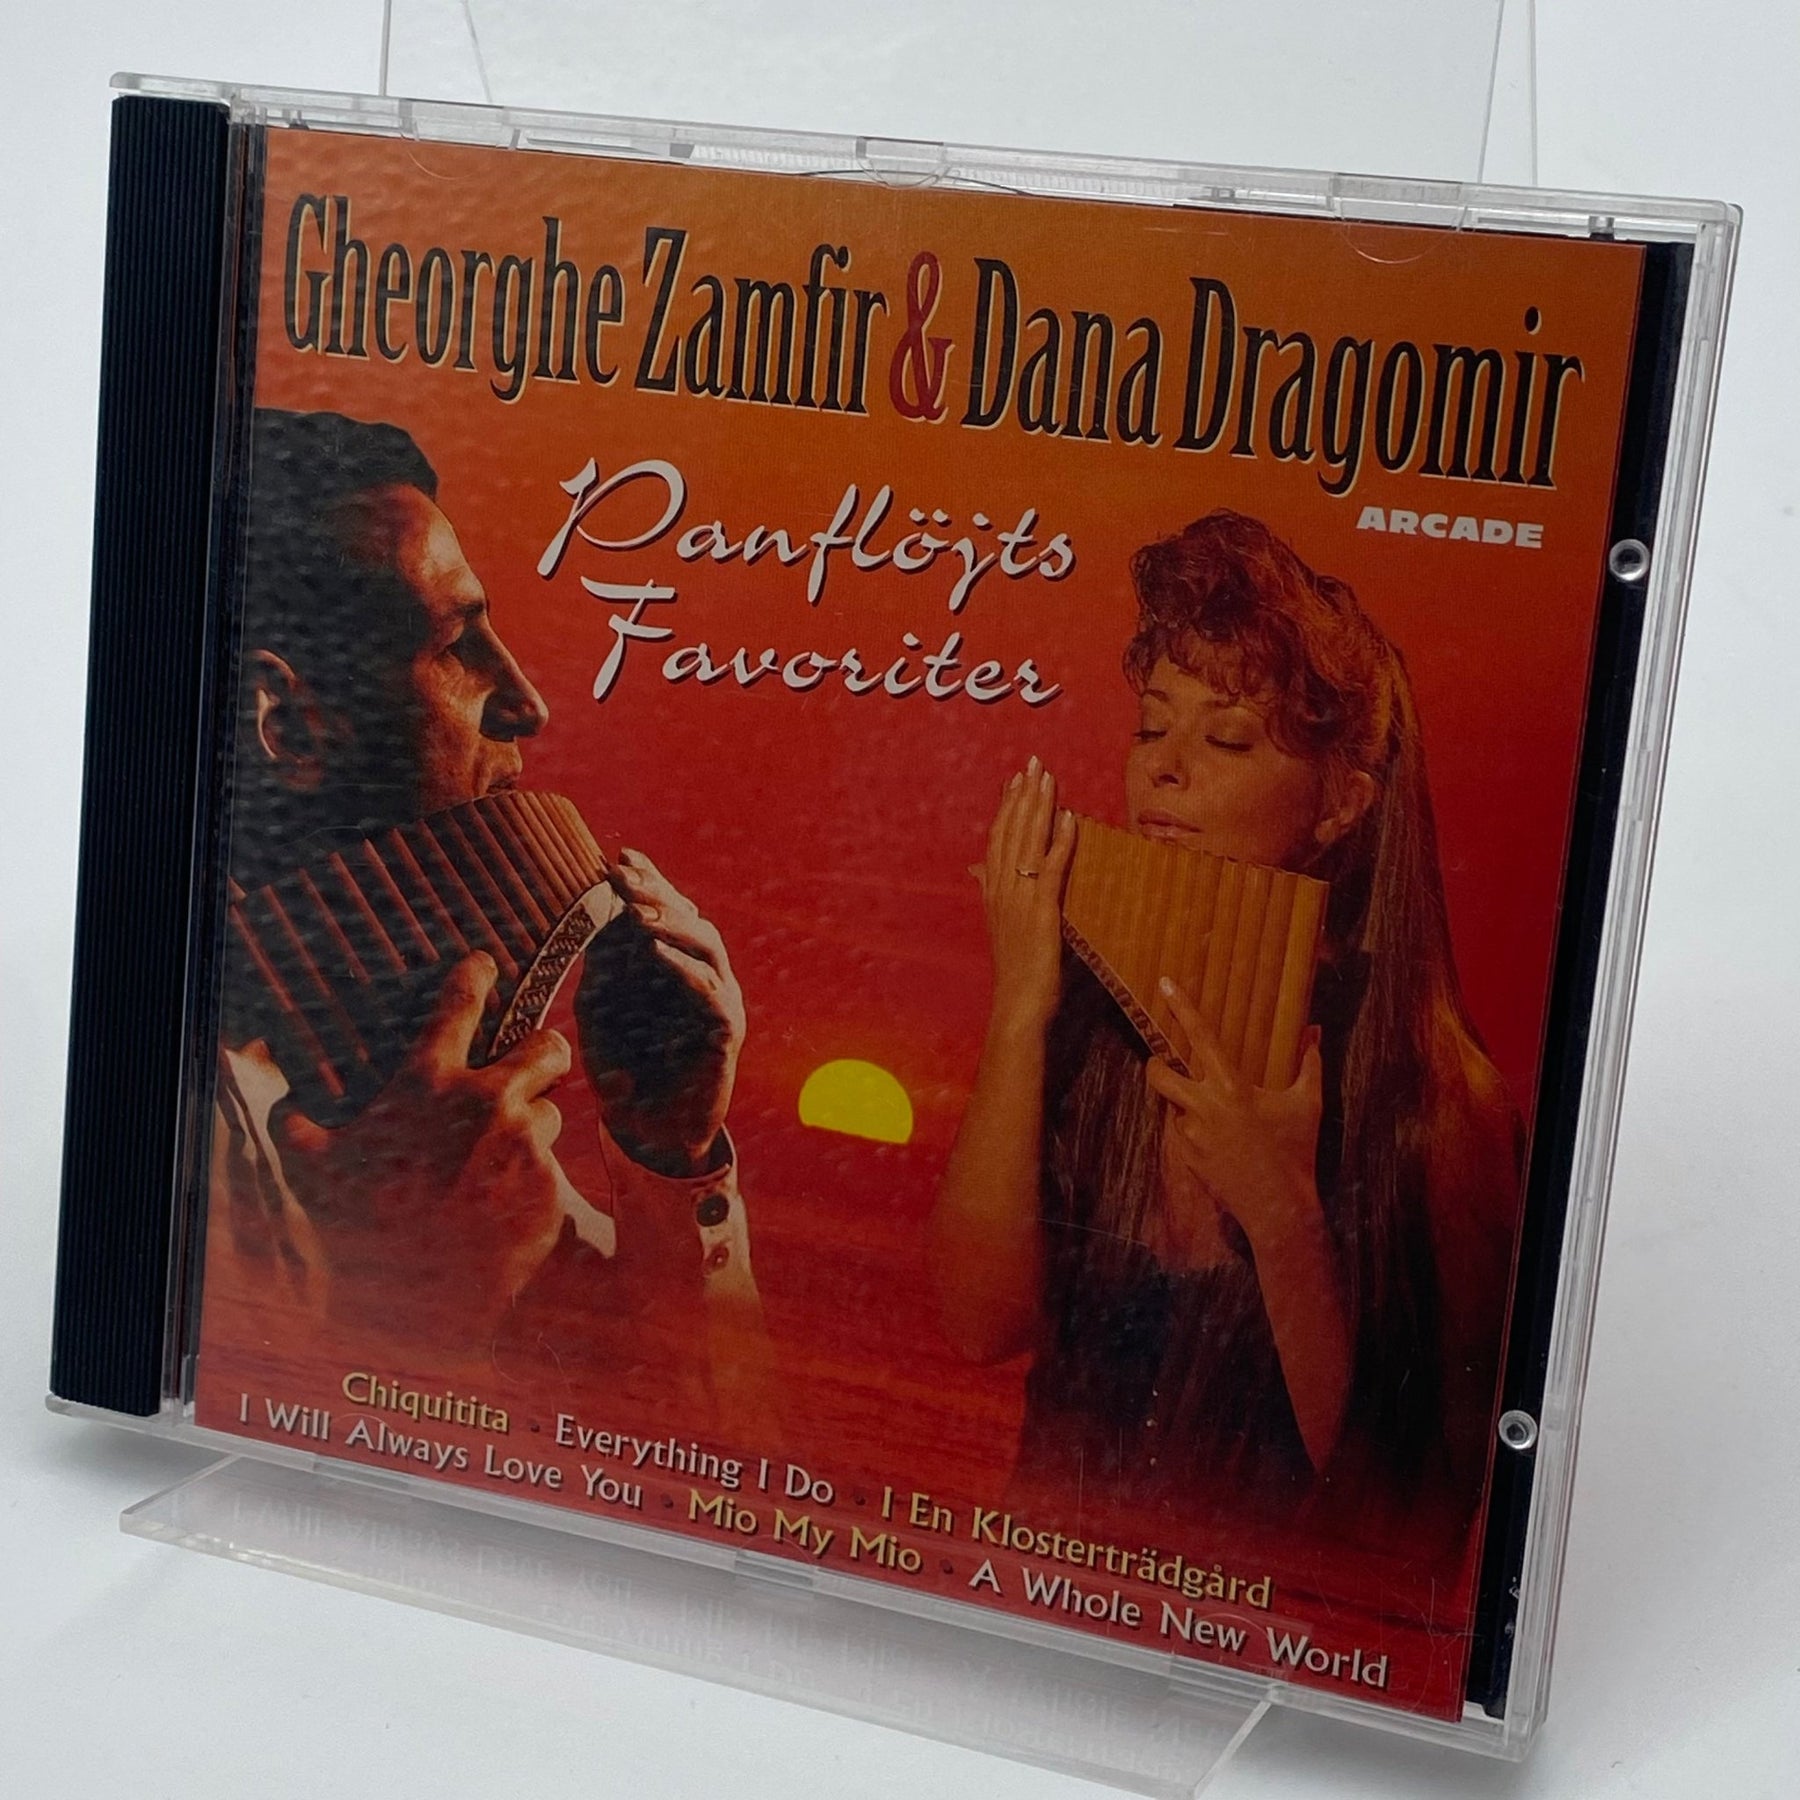 Gheorghe Zamfir & Dana Dragomir
ARCADE
Panflöjts
Favoriter
Chiquitita · Everything I Do · I En Klosterträdgård
I Will Always Love You · Mio My Mio · A Whole New World